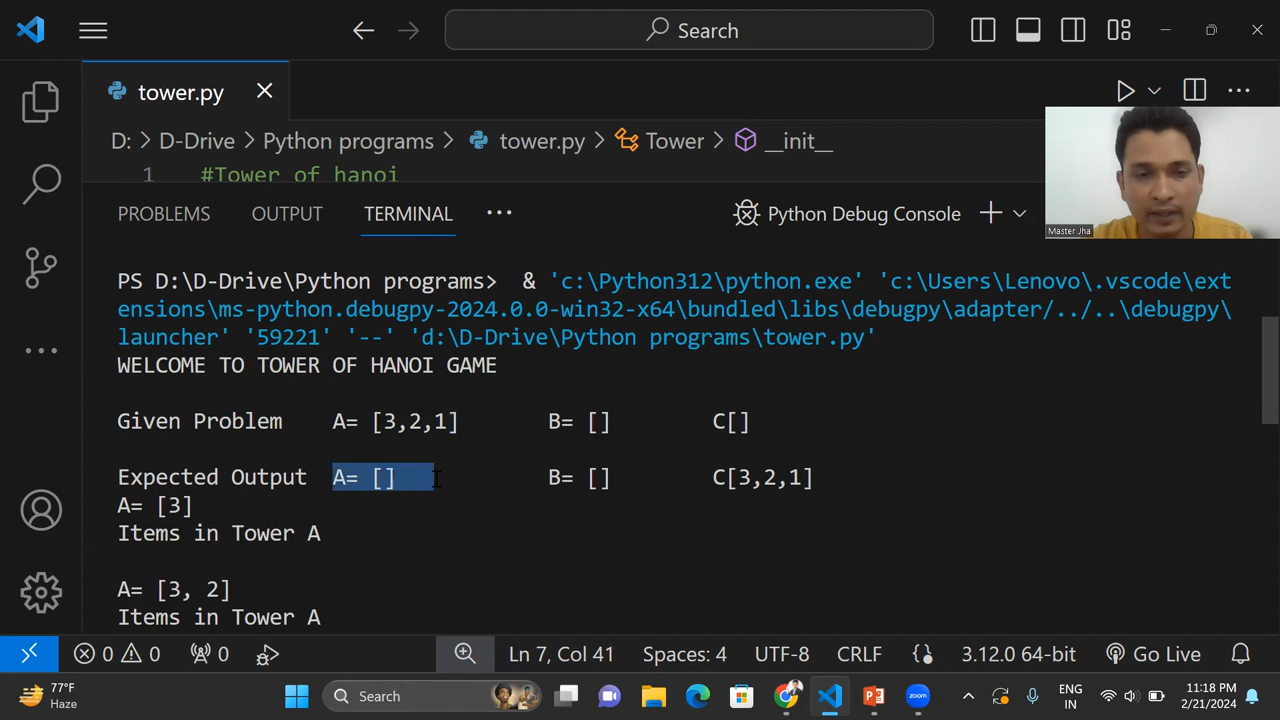 Search
tower.py
D: > D-Drive > Python programs > tower.py > Tower > __init__
1 #Tower of hanoi
PROBLEMS OUTPUT TERMINAL ... Python Debug Console
Master Jha
PS D:\D-Drive\Python programs> & 'c:\Python312\python.exe' 'c:\Users\Lenovo\.vscode\ext
ensions\ms-python.debugpy-2024.0.0-win32-x64\bundled\libs\debugpy\adapter/../..\debugpy\
launcher' '59221' '--' 'd:\D-Drive\Python programs\tower.py'
WELCOME TO TOWER OF HANOI GAME
Given Problem A= [3,2,1] B= [] C[]
Expected Output A= [] B= [] C[3,2,1]
A= [3]
Items in Tower A
A= [3, 2]
Items in Tower A
0 0 0 Ln 7, Col 41 Spaces: 4 UTF-8 CRLF 3.12.0 64-bit Go Live
77°F
Haze
Search
ENG
IN
11:18 PM
2/21/2024